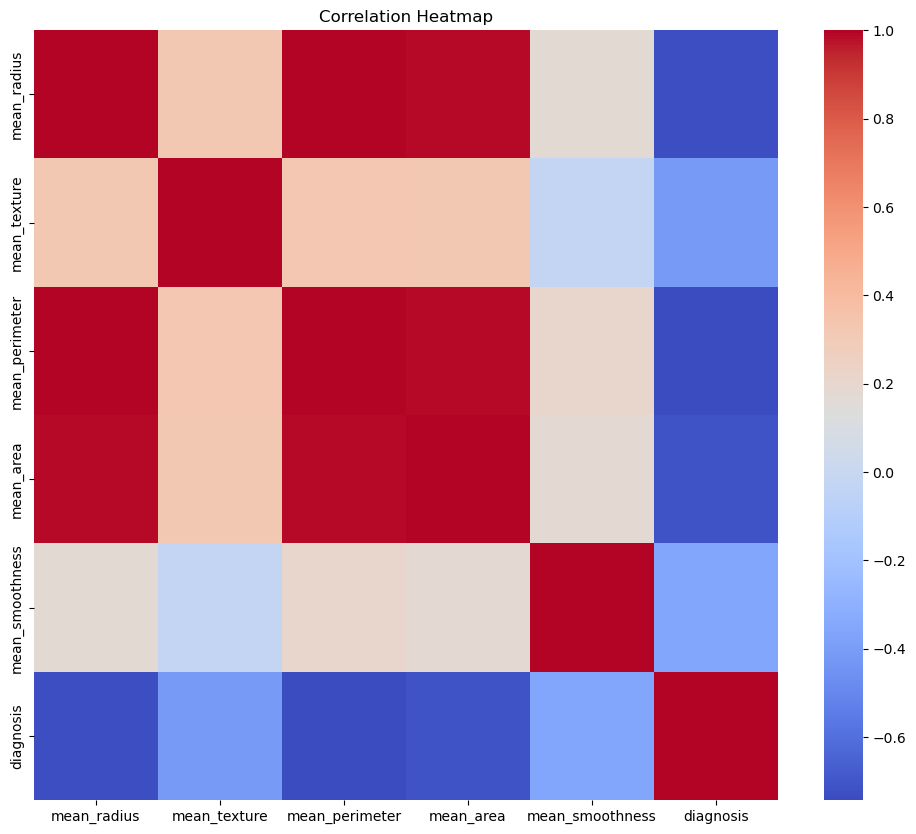 Correlation Heatmap
mean_radius
mean_texture
mean_perimeter
mean_area
mean_smoothness
diagnosis
mean_radius
mean_texture
mean_perimeter
mean_area
mean_smoothness
diagnosis
1.0
0.8
0.6
0.4
0.2
0.0
−0.2
−0.4
−0.6